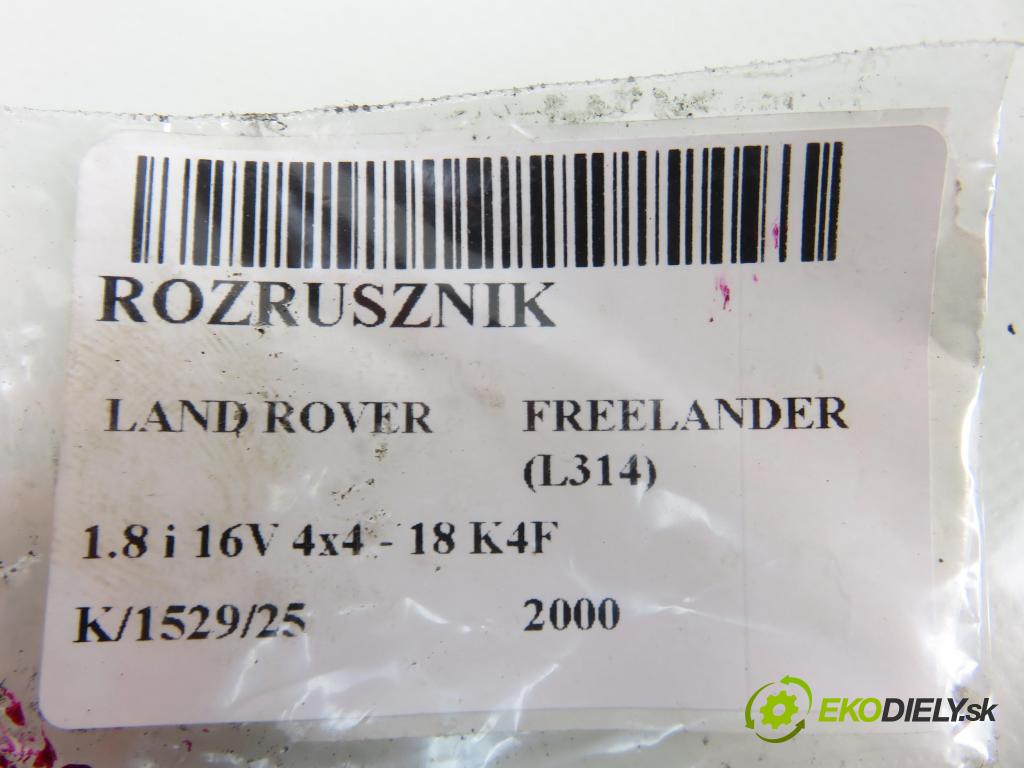 ROZRUSZNIK
LAND ROVER FREELANDER
(L314)
1.8 i 16V 4x4 - 18 K4F
K/1529/25 2000
EKODIELY.sk